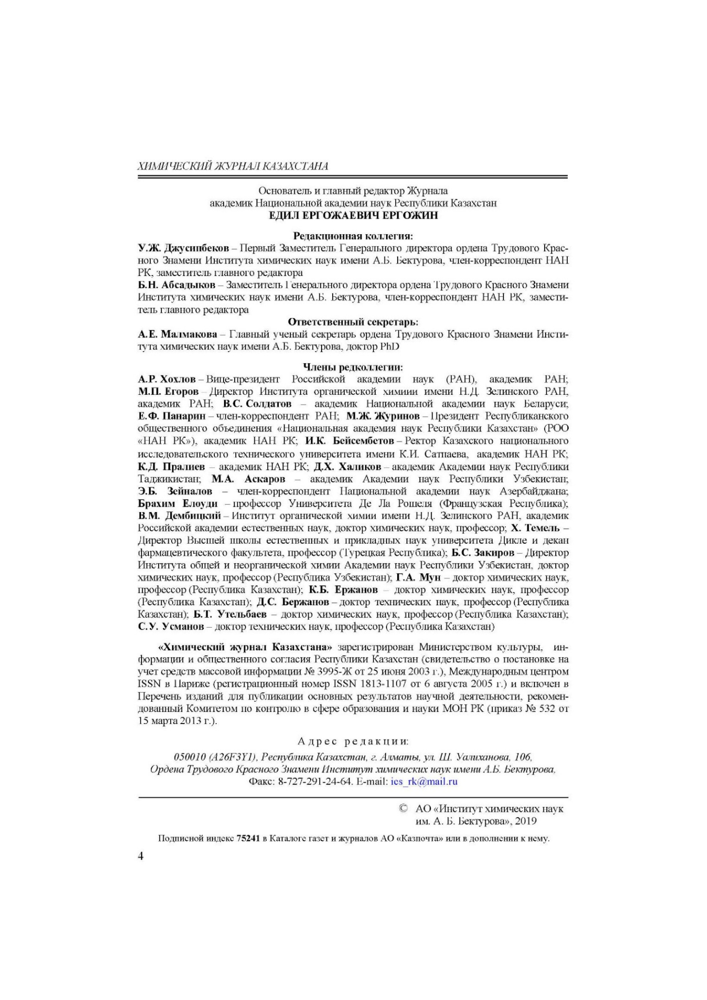 ХИМИЧЕСКИЙ ЖУРНАЛ КАЗАХСТАНА
Основатель и главный редактор Журнала
академик Национальной академии наук Республики Казахстан
ЕДИЛ ЕРГОЖАЕВИЧ ЕРГОЖИН
Редакционная коллегия:
У.Ж. Джусипбеков – Первый Заместитель Генерального директора ордена Трудового Крас-
ного Знамени Института химических наук имени А.Б. Бектурова, член-корреспондент НАН
РК, заместитель главного редактора
Б.Н. Абсадыков – Заместитель Генерального директора ордена Трудового Красного Знамени
Института химических наук имени А.Б. Бектурова, член-корреспондент НАН РК, замести-
тель главного редактора
Ответственный секретарь:
А.Е. Малмакова – Главный ученый секретарь ордена Трудового Красного Знамени Инсти-
тута химических наук имени А.Б. Бектурова, доктор PhD
Члены редколлегии:
А.Р. Хохлов – Вице-президент Российской академии наук (РАН), академик РАН;
М.П. Егоров – Директор Института органической химиии имени Н.Д. Зелинского РАН,
академик РАН; В.С. Солдатов – академик Национальной академии наук Беларуси;
Е.Ф. Панарин – член-корреспондент РАН; М.Ж. Журинов – Президент Республиканского
общественного объединения «Национальная академия наук Республики Казахстан» (РОО
«НАН РК»), академик НАН РК; И.К. Бейсембетов – Ректор Казахского национального
исследовательского технического университета имени К.И. Сатпаева, академик НАН РК;
К.Д. Пралиев – академик НАН РК; Д.Х. Халиков – академик Академии наук Республики
Таджикистан; М.А. Аскаров – академик Академии наук Республики Узбекистан;
Э.Б. Зейналов – член-корреспондент Национальной академии наук Азербайджана;
Брахим Елоуди – профессор Университета Де Ла Рошеля (Французская Республика);
В.М. Дембицкий – Институт органической химии имени Н.Д. Зелинского РАН, академик
Российской академии естественных наук, доктор химических наук, профессор; Х. Темель –
Директор Высшей школы естественных и прикладных наук университета Дикле и декан
фармацевтического факультета, профессор (Турецкая Республика); Б.С. Закиров – Директор
Института общей и неорганической химии Академии наук Республики Узбекистан, доктор
химических наук, профессор (Республика Узбекистан); Г.А. Мун – доктор химических наук,
профессор (Республика Казахстан); К.Б. Ержанов – доктор химических наук, профессор
(Республика Казахстан); Д.С. Бержанов – доктор технических наук, профессор (Республика
Казахстан); Б.Т. Утельбаев – доктор химических наук, профессор (Республика Казахстан);
С.У. Усманов – доктор технических наук, профессор (Республика Казахстан)
«Химический журнал Казахстана» зарегистрирован Министерством культуры, ин-
формации и общественного согласия Республики Казахстан (свидетельство о постановке на
учет средств массовой информации № 3995-Ж от 25 июня 2003 г.), Международным центром
ISSN в Париже (регистрационный номер ISSN 1813-1107 от 6 августа 2005 г.) и включен в
Перечень изданий для публикации основных результатов научной деятельности, рекомен-
дованный Комитетом по контролю в сфере образования и науки МОН РК (приказ № 532 от
15 марта 2013 г.).
Адрес редакции:
050010 (A26F3Y1), Республика Казахстан, г. Алматы, ул. Ш. Уалиханова, 106,
Ордена Трудового Красного Знамени Институт химических наук имени А.Б. Бектурова,
Факс: 8-727-291-24-64. E-mail: ics_rk@mail.ru
© АО «Институт химических наук
им. А. Б. Бектурова», 2019
Подписной индекс 75241 в Каталоге газет и журналов АО «Казпочта» или в дополнении к нему.
4